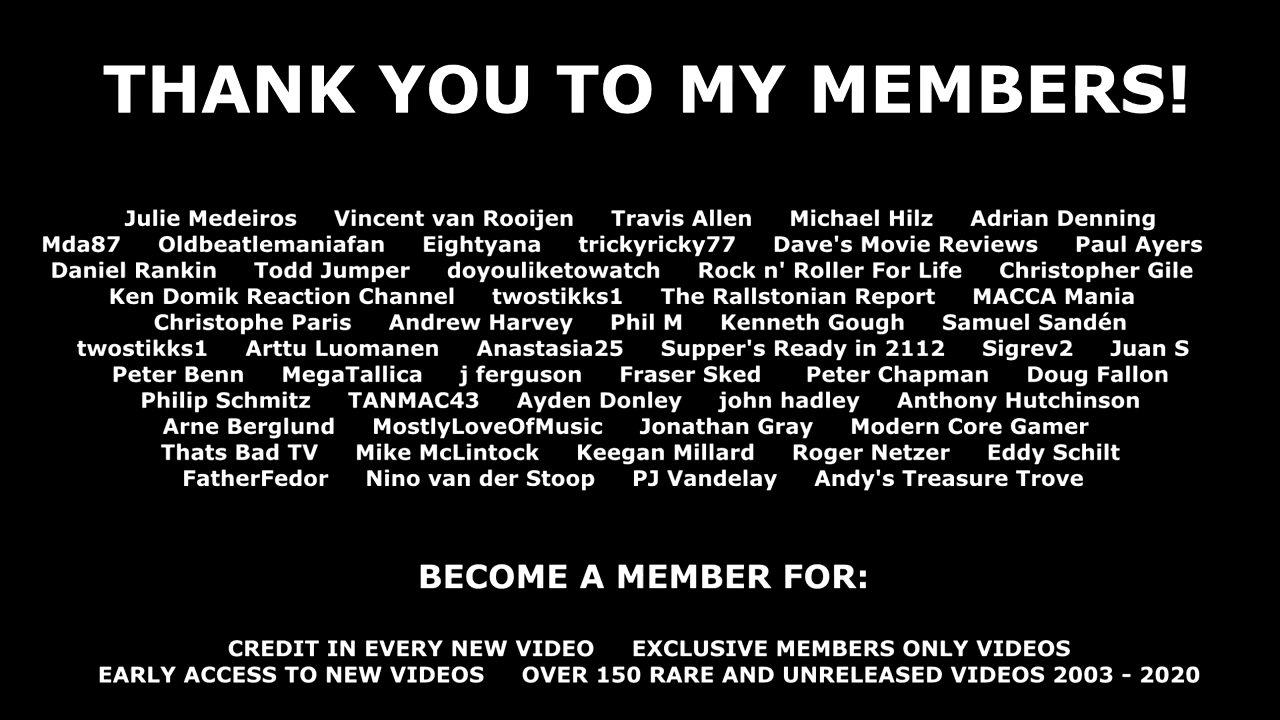 THANK YOU TO MY MEMBERS!
Julie Medeiros Vincent van Rooijen Travis Allen Michael Hilz Adrian Denning
Mda87 Oldbeatlemaniafan Eightyana trickyricky77 Dave's Movie Reviews Paul Ayers
Daniel Rankin Todd Jumper doyouliketowatch Rock n' Roller For Life Christopher Gile
Ken Domik Reaction Channel twostikks1 The Rallstonian Report MACCA Mania
Christophe Paris Andrew Harvey Phil M Kenneth Gough Samuel Sandén
twostikks1 Arttu Luomanen Anastasia25 Supper's Ready in 2112 Sigrev2 Juan S
Peter Benn MegaTallica j ferguson Fraser Sked Peter Chapman Doug Fallon
Philip Schmitz TANMAC43 Ayden Donley john hadley Anthony Hutchinson
Arne Berglund MostlyLoveOfMusic Jonathan Gray Modern Core Gamer
Thats Bad TV Mike McLintock Keegan Millard Roger Netzer Eddy Schilt
FatherFedor Nino van der Stoop PJ Vandelay Andy's Treasure Trove
BECOME A MEMBER FOR:
CREDIT IN EVERY NEW VIDEO EXCLUSIVE MEMBERS ONLY VIDEOS
EARLY ACCESS TO NEW VIDEOS OVER 150 RARE AND UNRELEASED VIDEOS 2003 - 2020